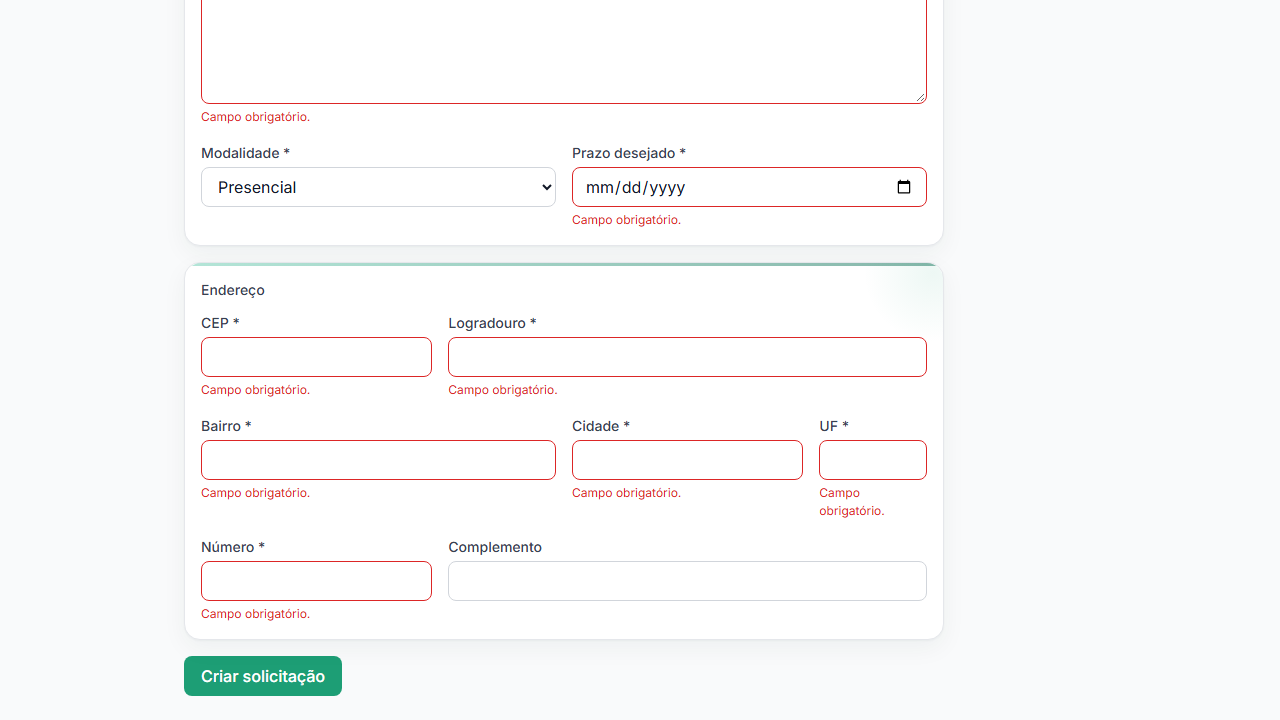 Campo obrigatório.
Modalidade * Prazo desejado *
Presencial mm/dd/yyyy
Campo obrigatório.
Endereço
CEP * Logradouro *
Campo obrigatório. Campo obrigatório.
Bairro * Cidade * UF *
Campo obrigatório. Campo obrigatório. Campo
obrigatório.
Número * Complemento
Campo obrigatório.
Criar solicitação